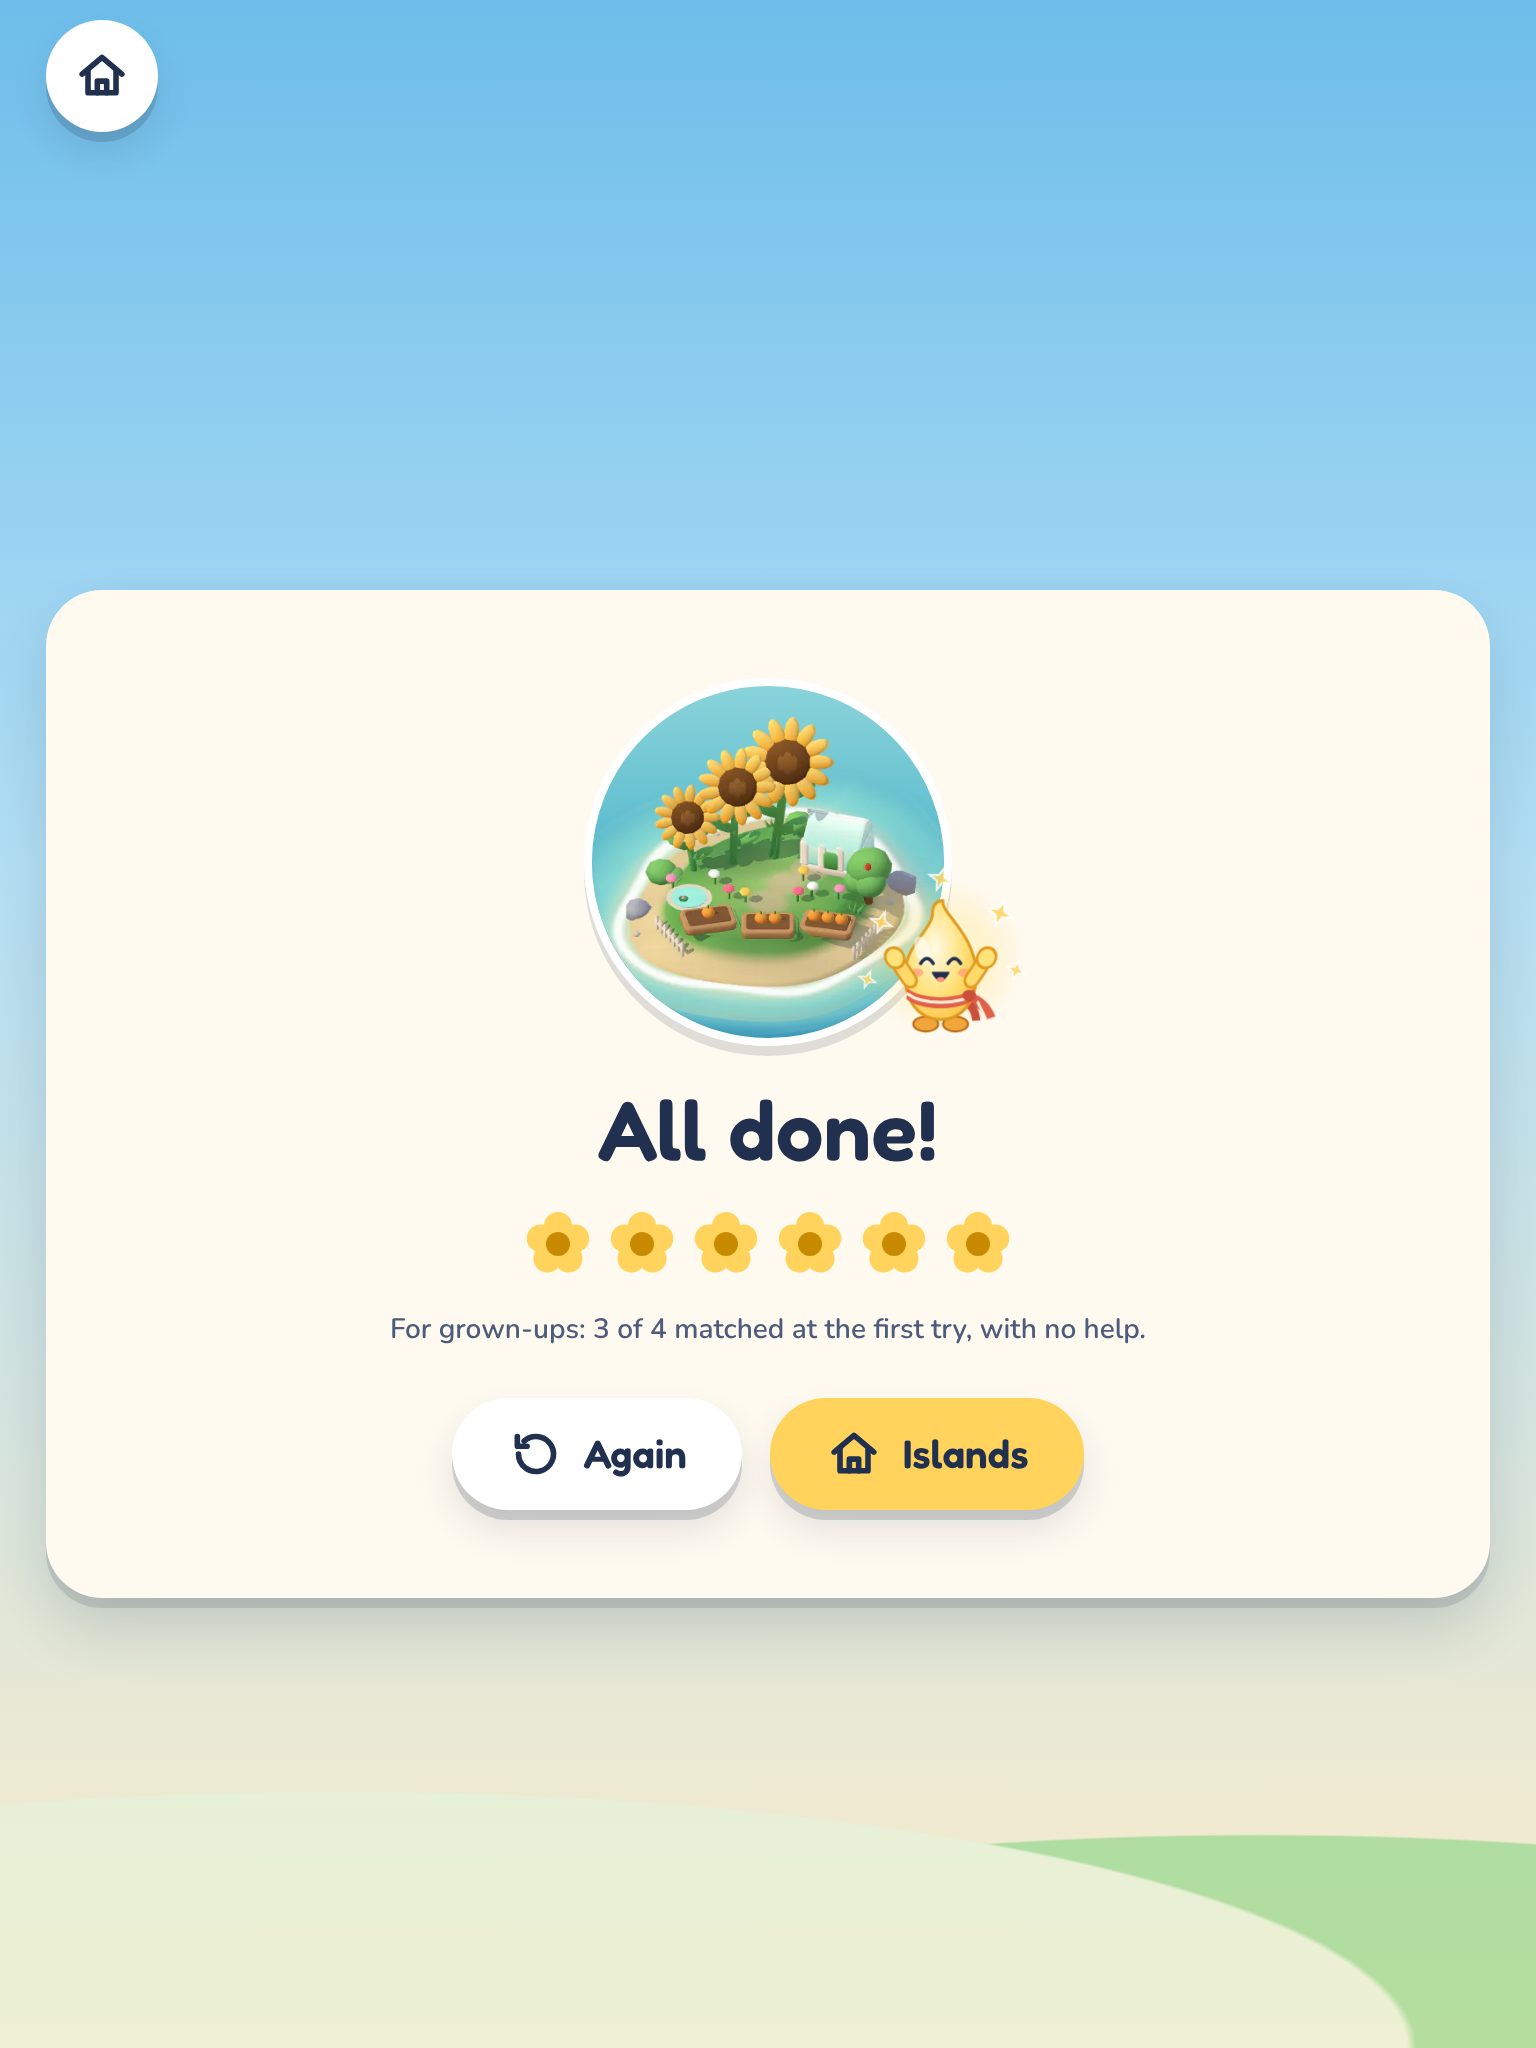 All done!
For grown-ups: 3 of 4 matched at the first try, with no help.
Again
Islands